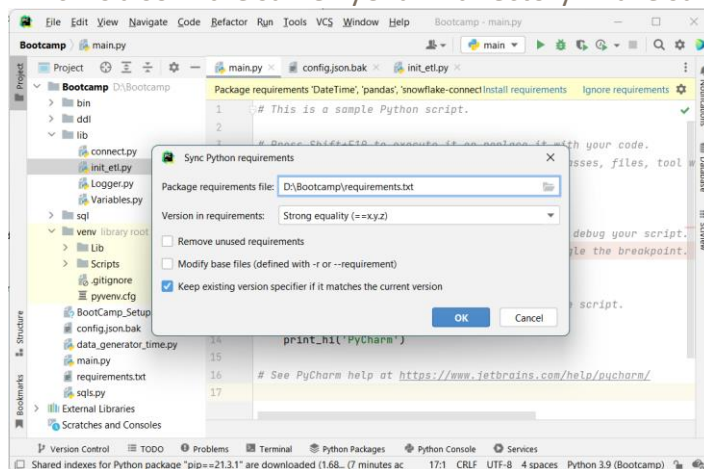 File Edit View Navigate Code Refactor Run Tools VCS Window Help Bootcamp - main.py
Bootcamp main.py main
Project main.py config.json.bak init_etl.py
Project
Bootcamp D:\Bootcamp
bin
ddl
lib
connect.py
init_etl.py
Logger.py
Variables.py
sql
venv library root
Lib
Scripts
.gitignore
pyvenv.cfg
BootCamp_Setup
config.json.bak
data_generator_time.py
main.py
requirements.txt
sqls.py
External Libraries
Scratches and Consoles
Structure
Bookmarks
Package requirements 'DateTime', 'pandas', 'snowflake-connect Install requirements Ignore requirements
1 # This is a sample Python script.
2
3 # Press Shift+F10 to execute it or replace it with your code.
asses, files, tool w
Sync Python requirements
Package requirements file: D:\Bootcamp\requirements.txt
Version in requirements: Strong equality (==x.y.z)
Remove unused requirements
Modify base files (defined with -r or --requirement)
Keep existing version specifier if it matches the current version
OK Cancel
debug your script.
gle the breakpoint.
script.
14 print_hi('PyCharm')
15
16 # See PyCharm help at https://www.jetbrains.com/help/pycharm/
17
Notifications
Database
SciView
Version Control TODO Problems Terminal Python Packages Python Console Services
Shared indexes for Python package "pip==21.3.1" are downloaded (1.68... (7 minutes ac 17:1 CRLF UTF-8 4 spaces Python 3.9 (Bootcamp)